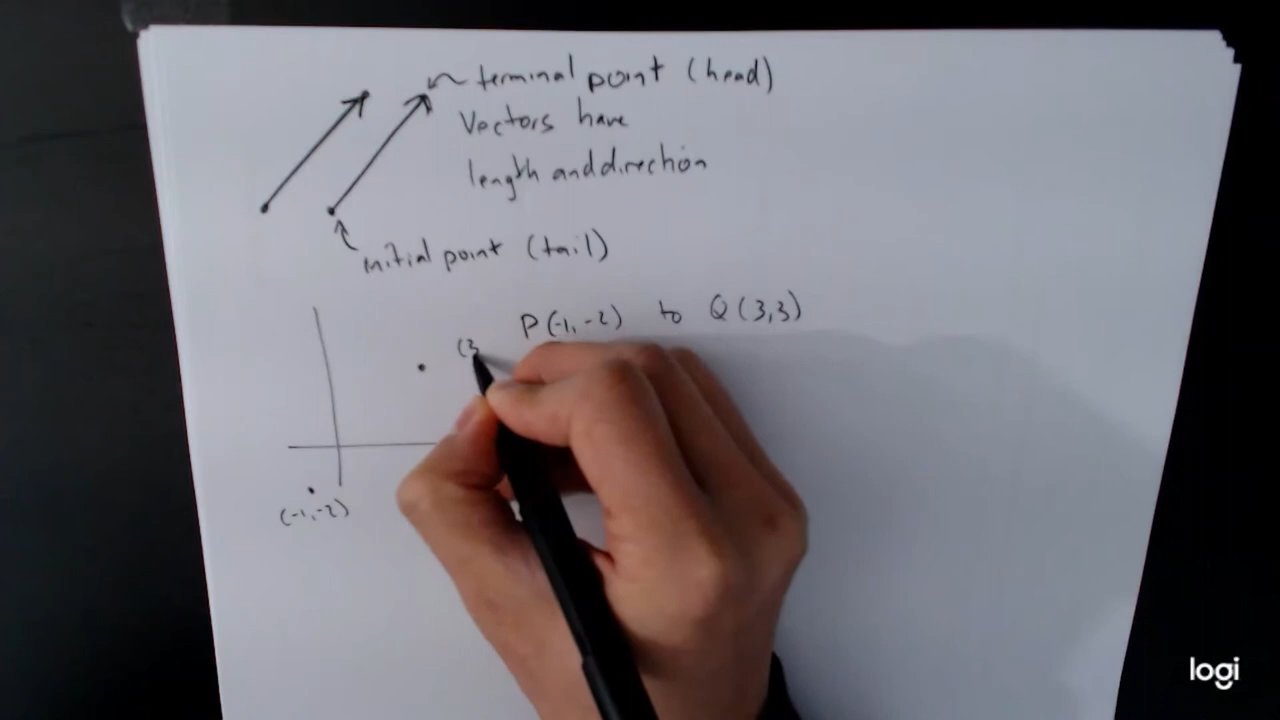 terminal point (head)
Vectors have
length and direction
initial point (tail)
P(-1,-2) to Q(3,3)
(3
(-1,-2)
logi